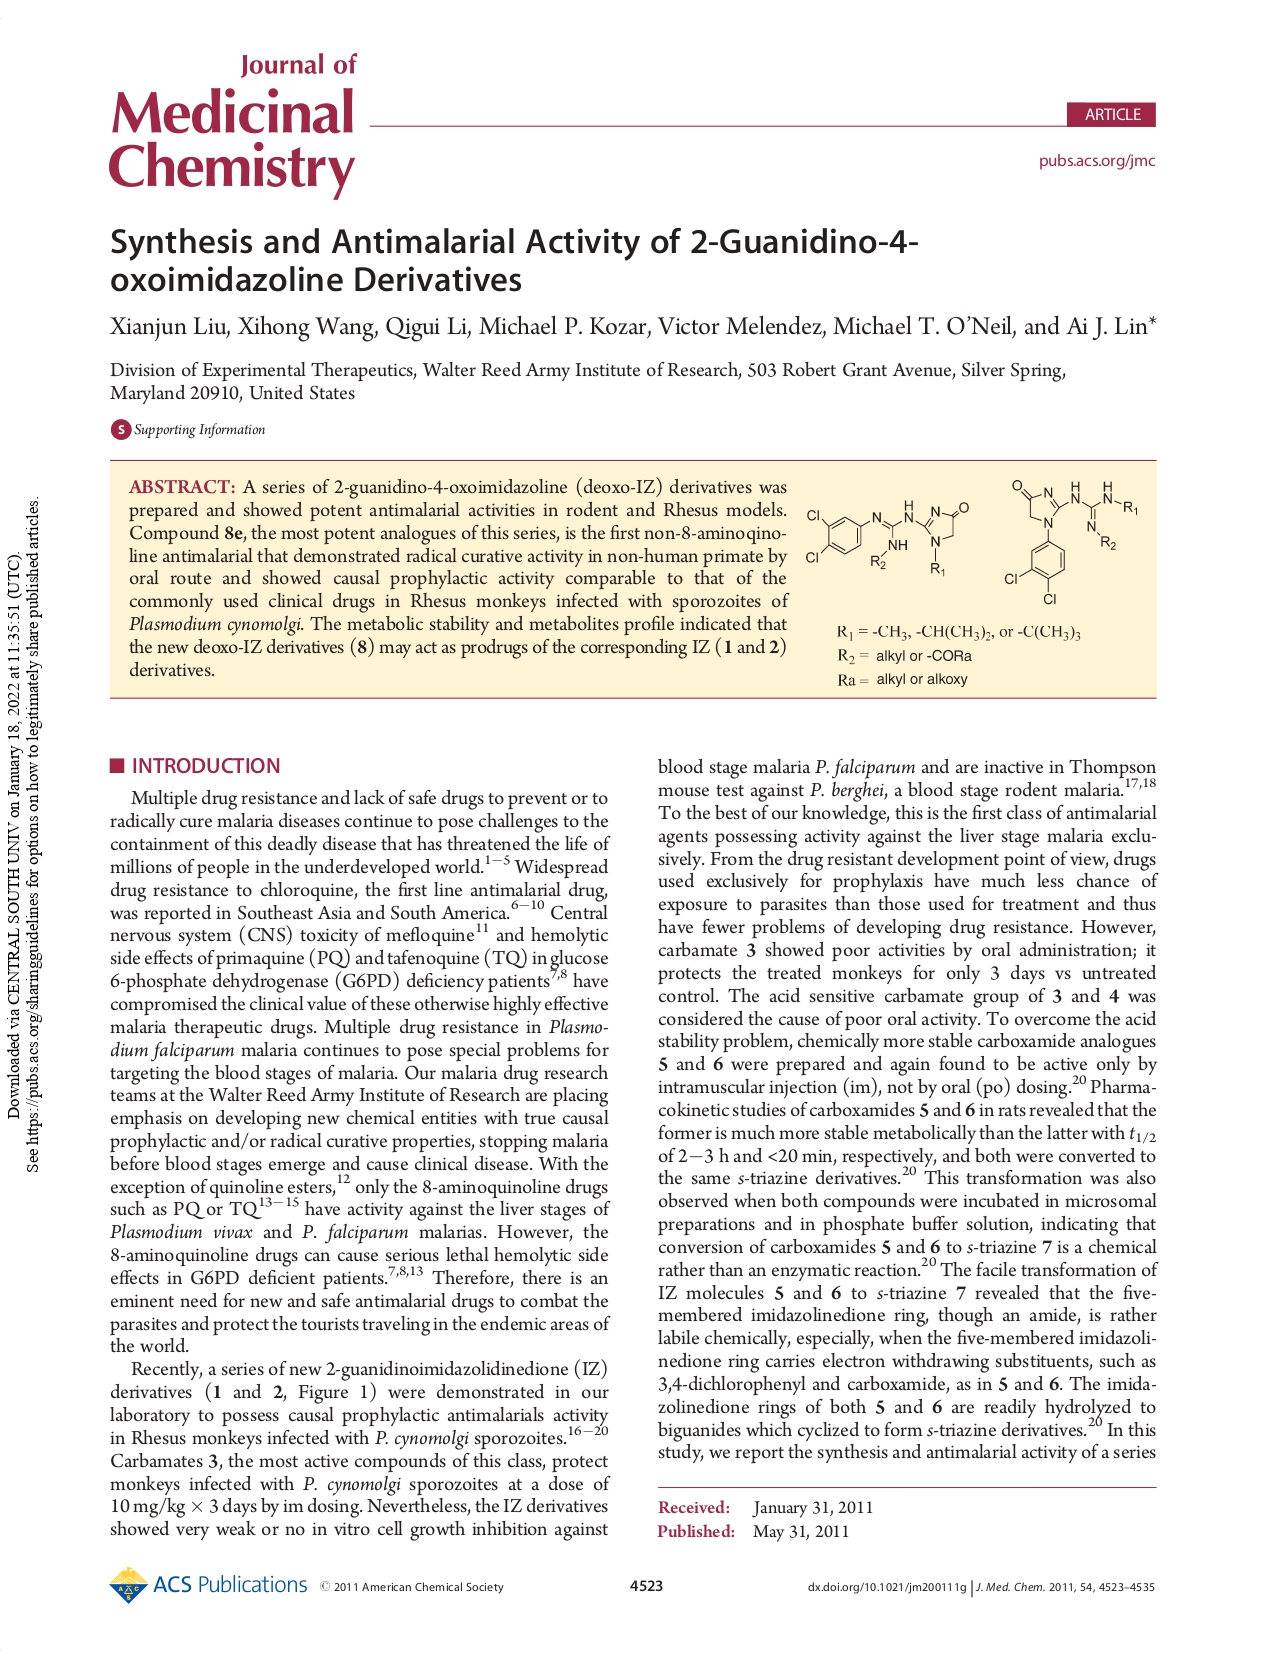 Journal of
Medicinal
Chemistry
ARTICLE
pubs.acs.org/jmc
Synthesis and Antimalarial Activity of 2-Guanidino-4-
oxoimidazoline Derivatives
Xianjun Liu, Xihong Wang, Qigui Li, Michael P. Kozar, Victor Melendez, Michael T. O’Neil, and Ai J. Lin*
Division of Experimental Therapeutics, Walter Reed Army Institute of Research, 503 Robert Grant Avenue, Silver Spring,
Maryland 20910, United States
S Supporting Information
ABSTRACT: A series of 2-guanidino-4-oxoimidazoline (deoxo-IZ) derivatives was
prepared and showed potent antimalarial activities in rodent and Rhesus models.
Compound 8e, the most potent analogues of this series, is the first non-8-aminoqino-
line antimalarial that demonstrated radical curative activity in non-human primate by
oral route and showed causal prophylactic activity comparable to that of the
commonly used clinical drugs in Rhesus monkeys infected with sporozoites of
Plasmodium cynomolgi. The metabolic stability and metabolites profile indicated that
the new deoxo-IZ derivatives (8) may act as prodrugs of the corresponding IZ (1 and 2)
derivatives.
Cl
Cl
N
H
N
N
O
NH
N
R2
R1
O
N
H
N
H
N
R1
N
N
R2
Cl
Cl
R1 = -CH3, -CH(CH3)2, or -C(CH3)3
R2 = alkyl or -CORa
Ra = alkyl or alkoxy
■ INTRODUCTION
Multiple drug resistance and lack of safe drugs to prevent or to
radically cure malaria diseases continue to pose challenges to the
containment of this deadly disease that has threatened the life of
millions of people in the underdeveloped world.1−5 Widespread
drug resistance to chloroquine, the first line antimalarial drug,
was reported in Southeast Asia and South America.6−10 Central
nervous system (CNS) toxicity of mefloquine11 and hemolytic
side effects of primaquine (PQ) and tafenoquine (TQ) in glucose
6-phosphate dehydrogenase (G6PD) deficiency patients7,8 have
compromised the clinical value of these otherwise highly effective
malaria therapeutic drugs. Multiple drug resistance in Plasmo-
dium falciparum malaria continues to pose special problems for
targeting the blood stages of malaria. Our malaria drug research
teams at the Walter Reed Army Institute of Research are placing
emphasis on developing new chemical entities with true causal
prophylactic and/or radical curative properties, stopping malaria
before blood stages emerge and cause clinical disease. With the
exception of quinoline esters,12 only the 8-aminoquinoline drugs
such as PQ or TQ13−15 have activity against the liver stages of
Plasmodium vivax and P. falciparum malarias. However, the
8-aminoquinoline drugs can cause serious lethal hemolytic side
effects in G6PD deficient patients.7,8,13 Therefore, there is an
eminent need for new and safe antimalarial drugs to combat the
parasites and protect the tourists traveling in the endemic areas of
the world.
Recently, a series of new 2-guanidinoimidazolidinedione (IZ)
derivatives (1 and 2, Figure 1) were demonstrated in our
laboratory to possess causal prophylactic antimalarials activity
in Rhesus monkeys infected with P. cynomolgi sporozoites.16−20
Carbamates 3, the most active compounds of this class, protect
monkeys infected with P. cynomolgi sporozoites at a dose of
10 mg/kg × 3 days by im dosing. Nevertheless, the IZ derivatives
showed very weak or no in vitro cell growth inhibition against
blood stage malaria P. falciparum and are inactive in Thompson
mouse test against P. berghei, a blood stage rodent malaria.17,18
To the best of our knowledge, this is the first class of antimalarial
agents possessing activity against the liver stage malaria exclu-
sively. From the drug resistant development point of view, drugs
used exclusively for prophylaxis have much less chance of
exposure to parasites than those used for treatment and thus
have fewer problems of developing drug resistance. However,
carbamate 3 showed poor activities by oral administration; it
protects the treated monkeys for only 3 days vs untreated
control. The acid sensitive carbamate group of 3 and 4 was
considered the cause of poor oral activity. To overcome the acid
stability problem, chemically more stable carboxamide analogues
5 and 6 were prepared and again found to be active only by
intramuscular injection (im), not by oral (po) dosing.20 Pharma-
cokinetic studies of carboxamides 5 and 6 in rats revealed that the
former is much more stable metabolically than the latter with t1/2
of 2−3 h and <20 min, respectively, and both were converted to
the same s-triazine derivatives.20 This transformation was also
observed when both compounds were incubated in microsomal
preparations and in phosphate buffer solution, indicating that
conversion of carboxamides 5 and 6 to s-triazine 7 is a chemical
rather than an enzymatic reaction.20 The facile transformation of
IZ molecules 5 and 6 to s-triazine 7 revealed that the five-
membered imidazolinedione ring, though an amide, is rather
labile chemically, especially, when the five-membered imidazoli-
nedione ring carries electron withdrawing substituents, such as
3,4-dichlorophenyl and carboxamide, as in 5 and 6. The imida-
zolinedione rings of both 5 and 6 are readily hydrolyzed to
biguanides which cyclized to form s-triazine derivatives.20 In this
study, we report the synthesis and antimalarial activity of a series
Received: January 31, 2011
Published: May 31, 2011
ACS Publications © 2011 American Chemical Society
4523
dx.doi.org/10.1021/jm200111g | J. Med. Chem. 2011, 54, 4523–4535
Downloaded via CENTRAL SOUTH UNIV on January 18, 2022 at 11:35:51 (UTC).
See https://pubs.acs.org/sharingguidelines for options on how to legitimately share published articles.